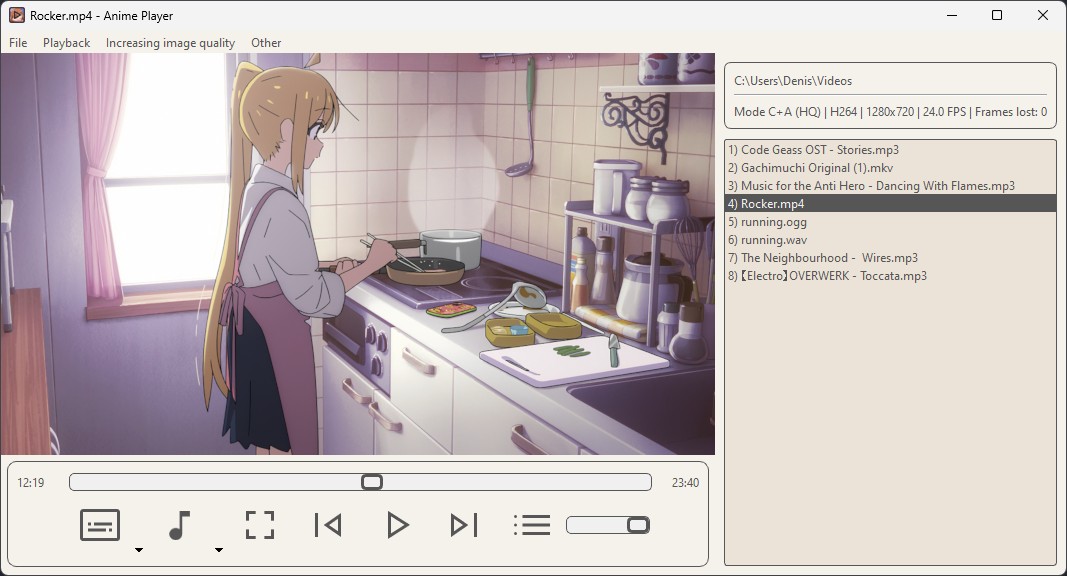 Rocker.mp4 - Anime Player
File Playback Increasing image quality Other
C:\Users\Denis\Videos
Mode C+A (HQ) | H264 | 1280x720 | 24.0 FPS | Frames lost: 0
1) Code Geass OST - Stories.mp3
2) Gachimuchi Original (1).mkv
3) Music for the Anti Hero - Dancing With Flames.mp3
4) Rocker.mp4
5) running.ogg
6) running.wav
7) The Neighbourhood -  Wires.mp3
8)【Electro】OVERWERK - Toccata.mp3
12:19
23:40